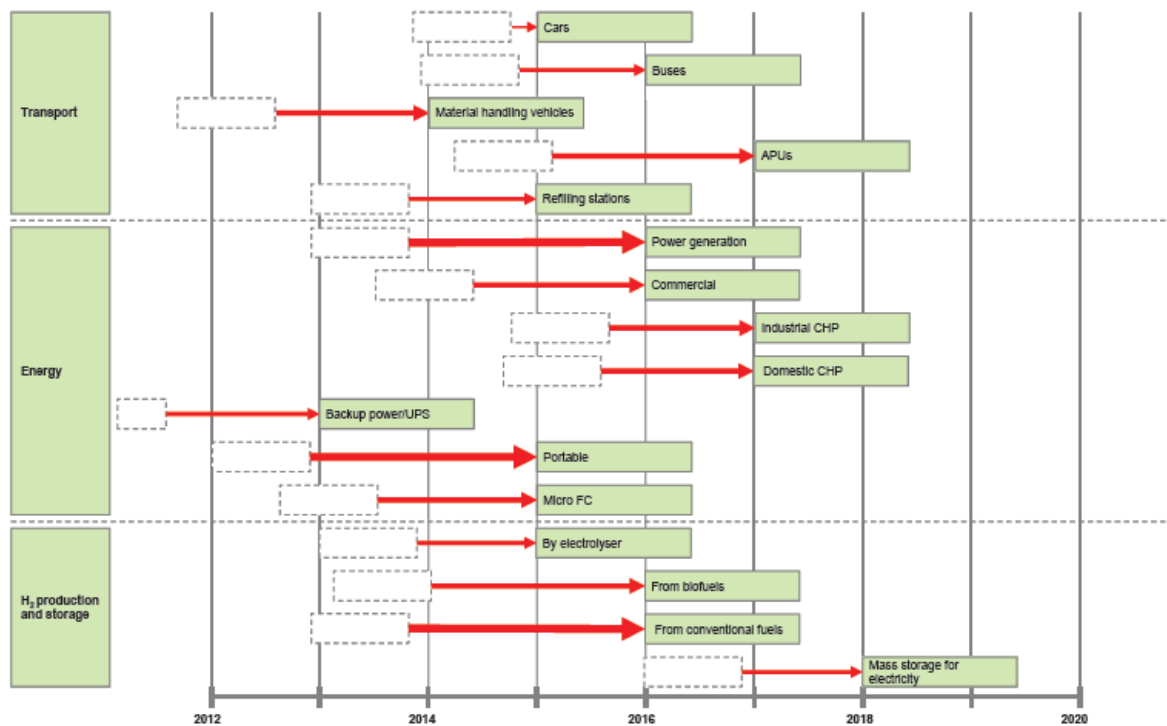 Cars
Buses
Transport
Material handling vehicles
APUs
Refilling stations
Power generation
Commercial
Industrial CHP
Energy
Domestic CHP
Backup power/UPS
Portable
Micro FC
By electrolyser
From biofuels
H₂ production
and storage
From conventional fuels
Mass storage for
electricity
2012 2014 2016 2018 2020